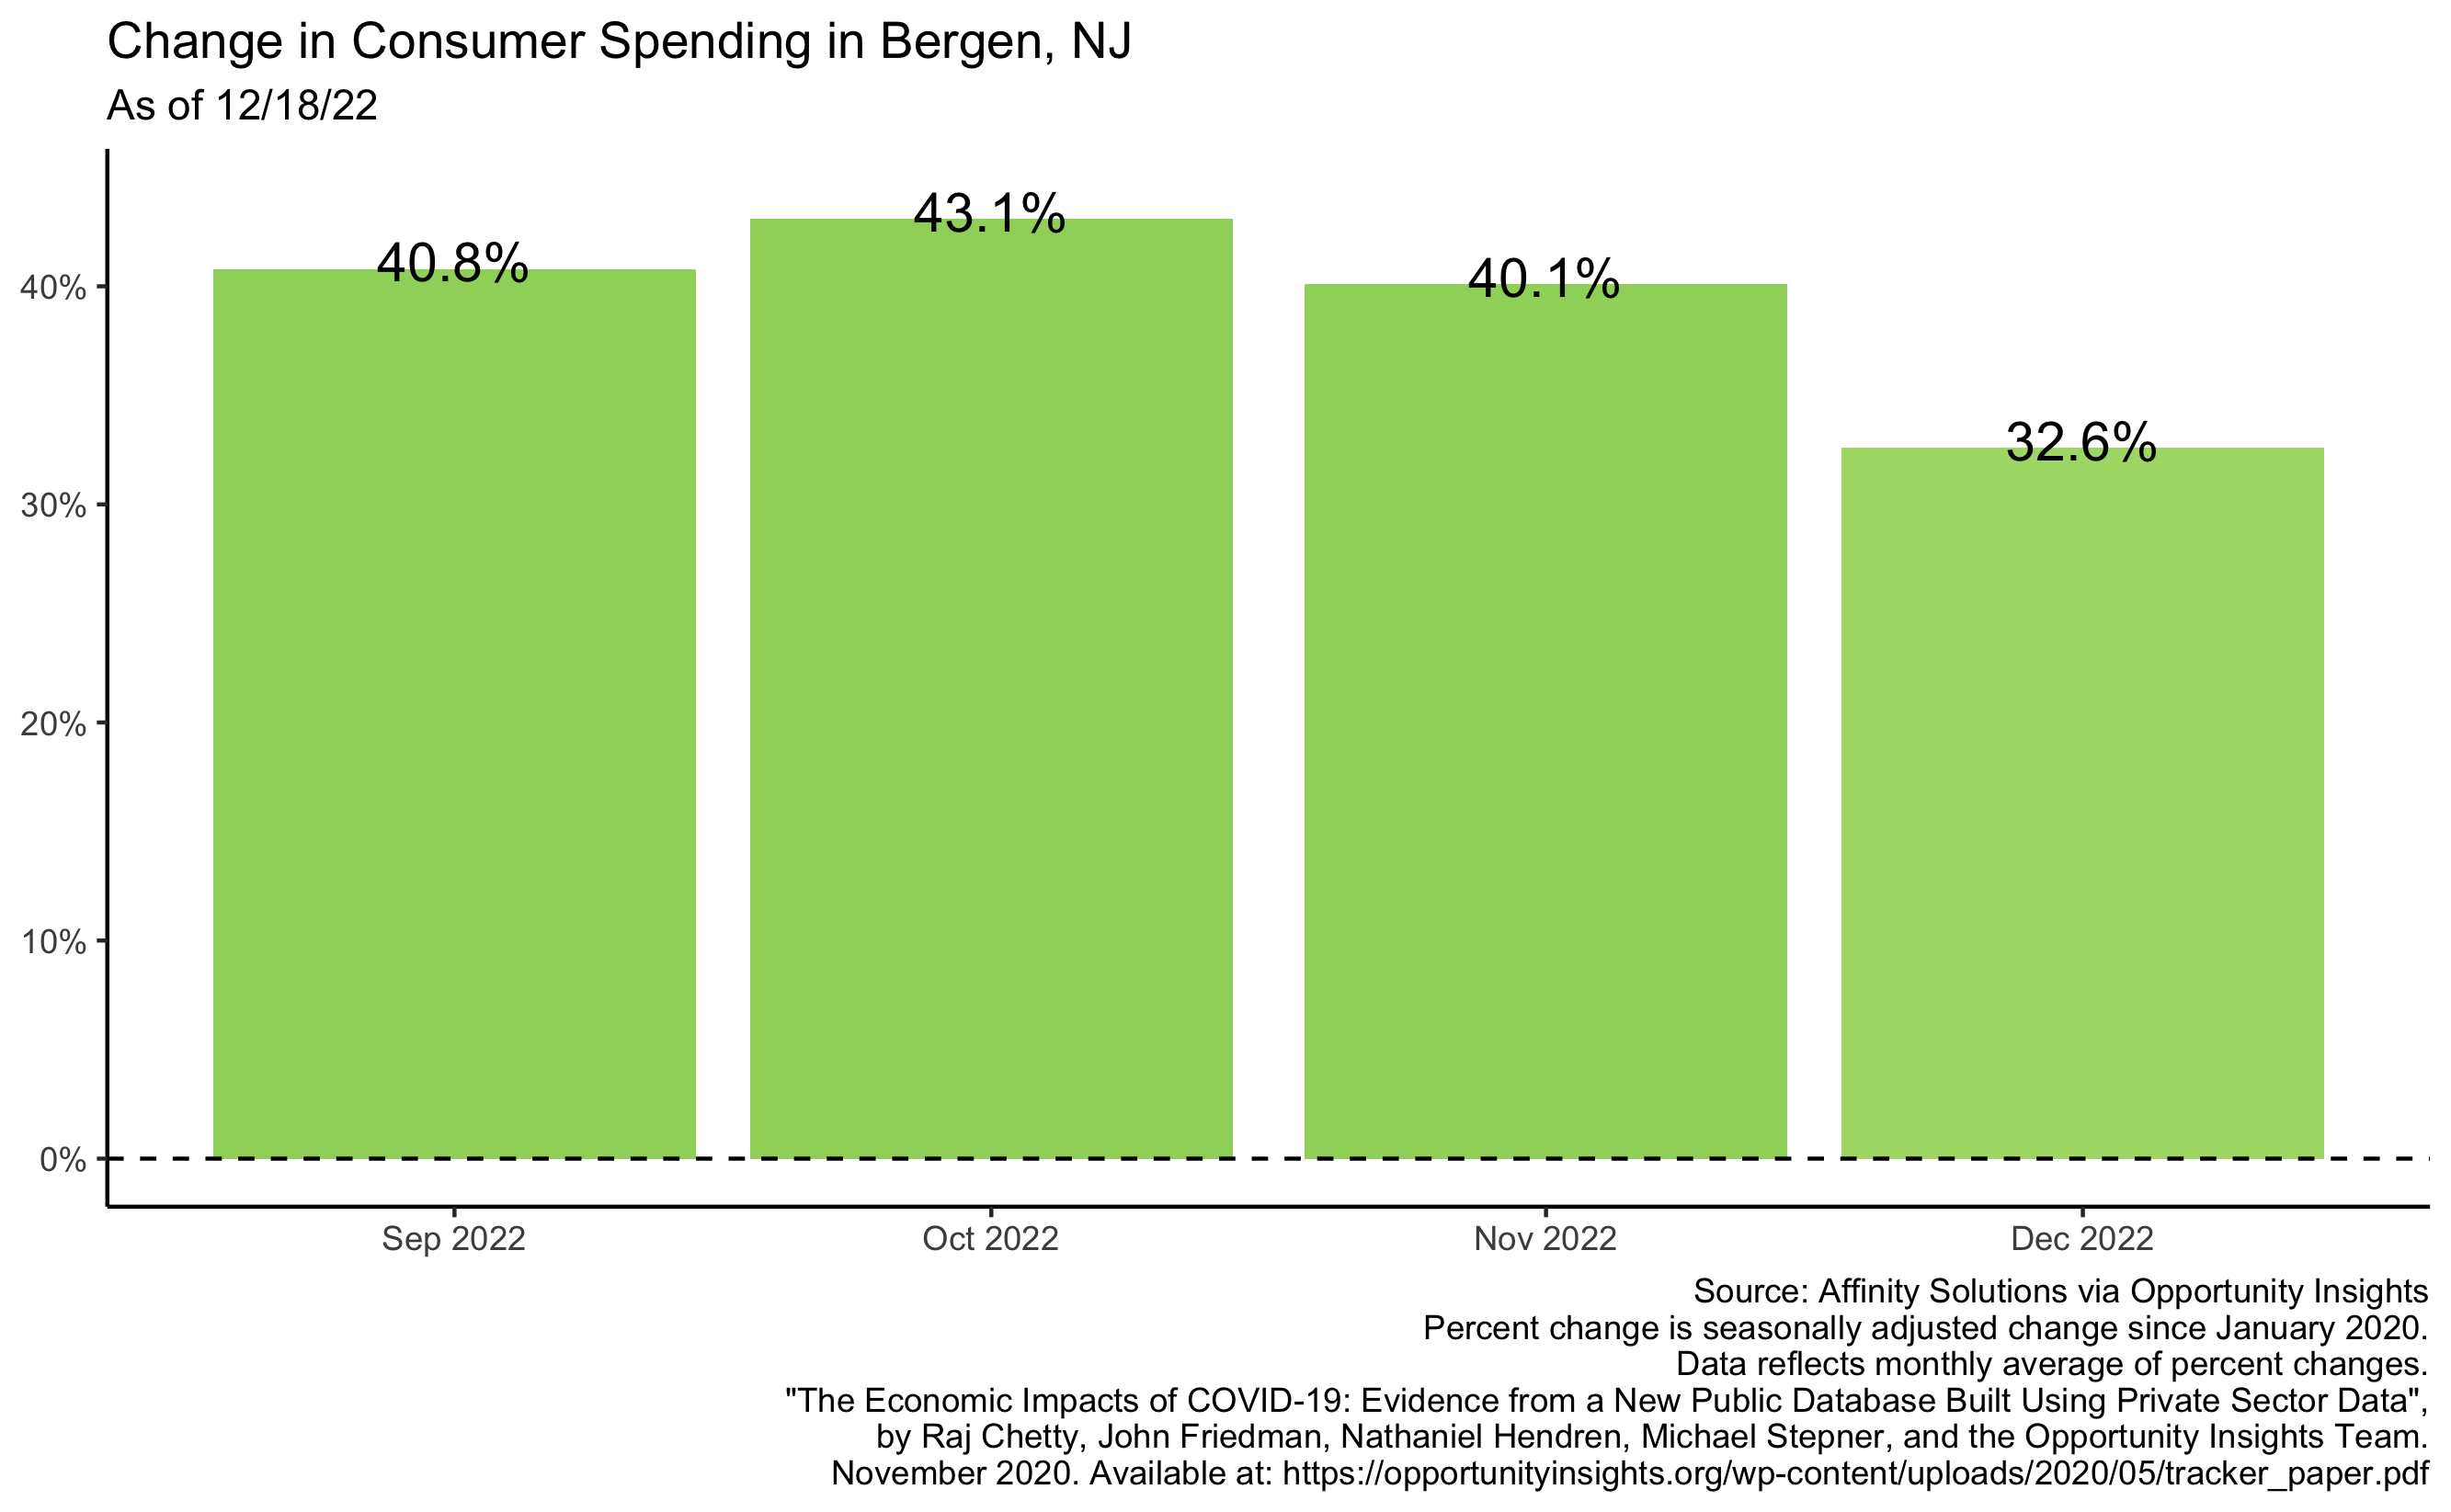 Change in Consumer Spending in Bergen, NJ
As of 12/18/22
43.1%
40.8%
40.1%
32.6%
40%
30%
20%
10%
0%
Sep 2022
Oct 2022
Nov 2022
Dec 2022
Source: Affinity Solutions via Opportunity Insights
Percent change is seasonally adjusted change since January 2020.
Data reflects monthly average of percent changes.
"The Economic Impacts of COVID-19: Evidence from a New Public Database Built Using Private Sector Data",
by Raj Chetty, John Friedman, Nathaniel Hendren, Michael Stepner, and the Opportunity Insights Team.
November 2020. Available at: https://opportunityinsights.org/wp-content/uploads/2020/05/tracker_paper.pdf